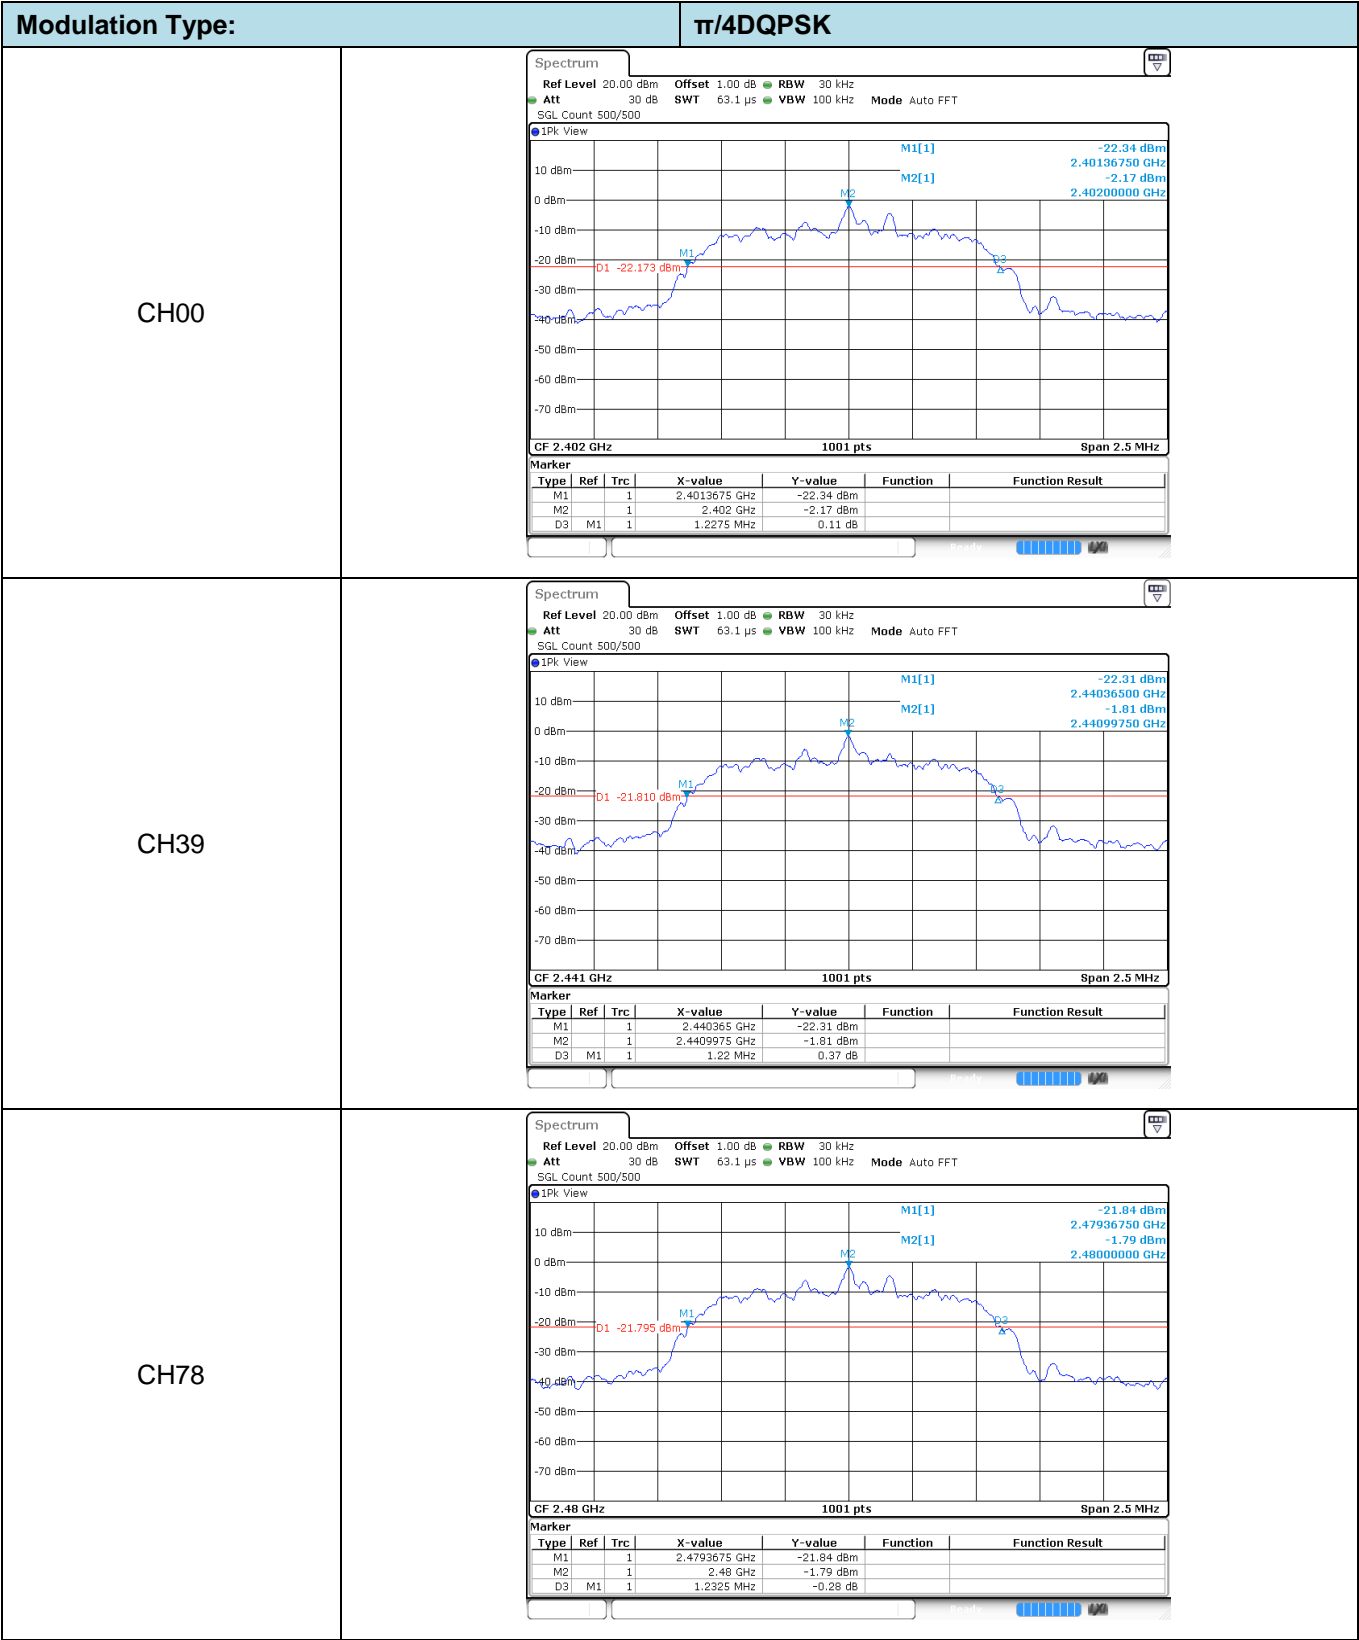 Modulation Type: π/4DQPSK
CH00
Spectrum
Ref Level 20.00 dBm Offset 1.00 dB RBW 30 kHz
Att 30 dB SWT 63.1 µs VBW 100 kHz Mode Auto FFT
SGL Count 500/500
1Pk View
M1[1] -22.34 dBm
2.40136750 GHz
10 dBm
M2[1] -2.17 dBm
2.40200000 GHz
M2
0 dBm
-10 dBm
M1
-20 dBm
D3
D1 -22.173 dBm
-30 dBm
-40 dBm
-50 dBm
-60 dBm
-70 dBm
CF 2.402 GHz 1001 pts Span 2.5 MHz
Marker
Type Ref Trc X-value Y-value Function Function Result
M1 1 2.4013675 GHz -22.34 dBm
M2 1 2.402 GHz -2.17 dBm
D3 M1 1 1.2275 MHz 0.11 dB
CH39
Spectrum
Ref Level 20.00 dBm Offset 1.00 dB RBW 30 kHz
Att 30 dB SWT 63.1 µs VBW 100 kHz Mode Auto FFT
SGL Count 500/500
1Pk View
M1[1] -22.31 dBm
2.44036500 GHz
10 dBm
M2[1] -1.81 dBm
2.44099750 GHz
M2
0 dBm
-10 dBm
M1
-20 dBm
D3
D1 -21.810 dBm
-30 dBm
-40 dBm
-50 dBm
-60 dBm
-70 dBm
CF 2.441 GHz 1001 pts Span 2.5 MHz
Marker
Type Ref Trc X-value Y-value Function Function Result
M1 1 2.440365 GHz -22.31 dBm
M2 1 2.4409975 GHz -1.81 dBm
D3 M1 1 1.22 MHz 0.37 dB
CH78
Spectrum
Ref Level 20.00 dBm Offset 1.00 dB RBW 30 kHz
Att 30 dB SWT 63.1 µs VBW 100 kHz Mode Auto FFT
SGL Count 500/500
1Pk View
M1[1] -21.84 dBm
2.47936750 GHz
10 dBm
M2[1] -1.79 dBm
2.48000000 GHz
M2
0 dBm
-10 dBm
M1
-20 dBm
D3
D1 -21.795 dBm
-30 dBm
-40 dBm
-50 dBm
-60 dBm
-70 dBm
CF 2.48 GHz 1001 pts Span 2.5 MHz
Marker
Type Ref Trc X-value Y-value Function Function Result
M1 1 2.4793675 GHz -21.84 dBm
M2 1 2.48 GHz -1.79 dBm
D3 M1 1 1.2325 MHz -0.28 dB